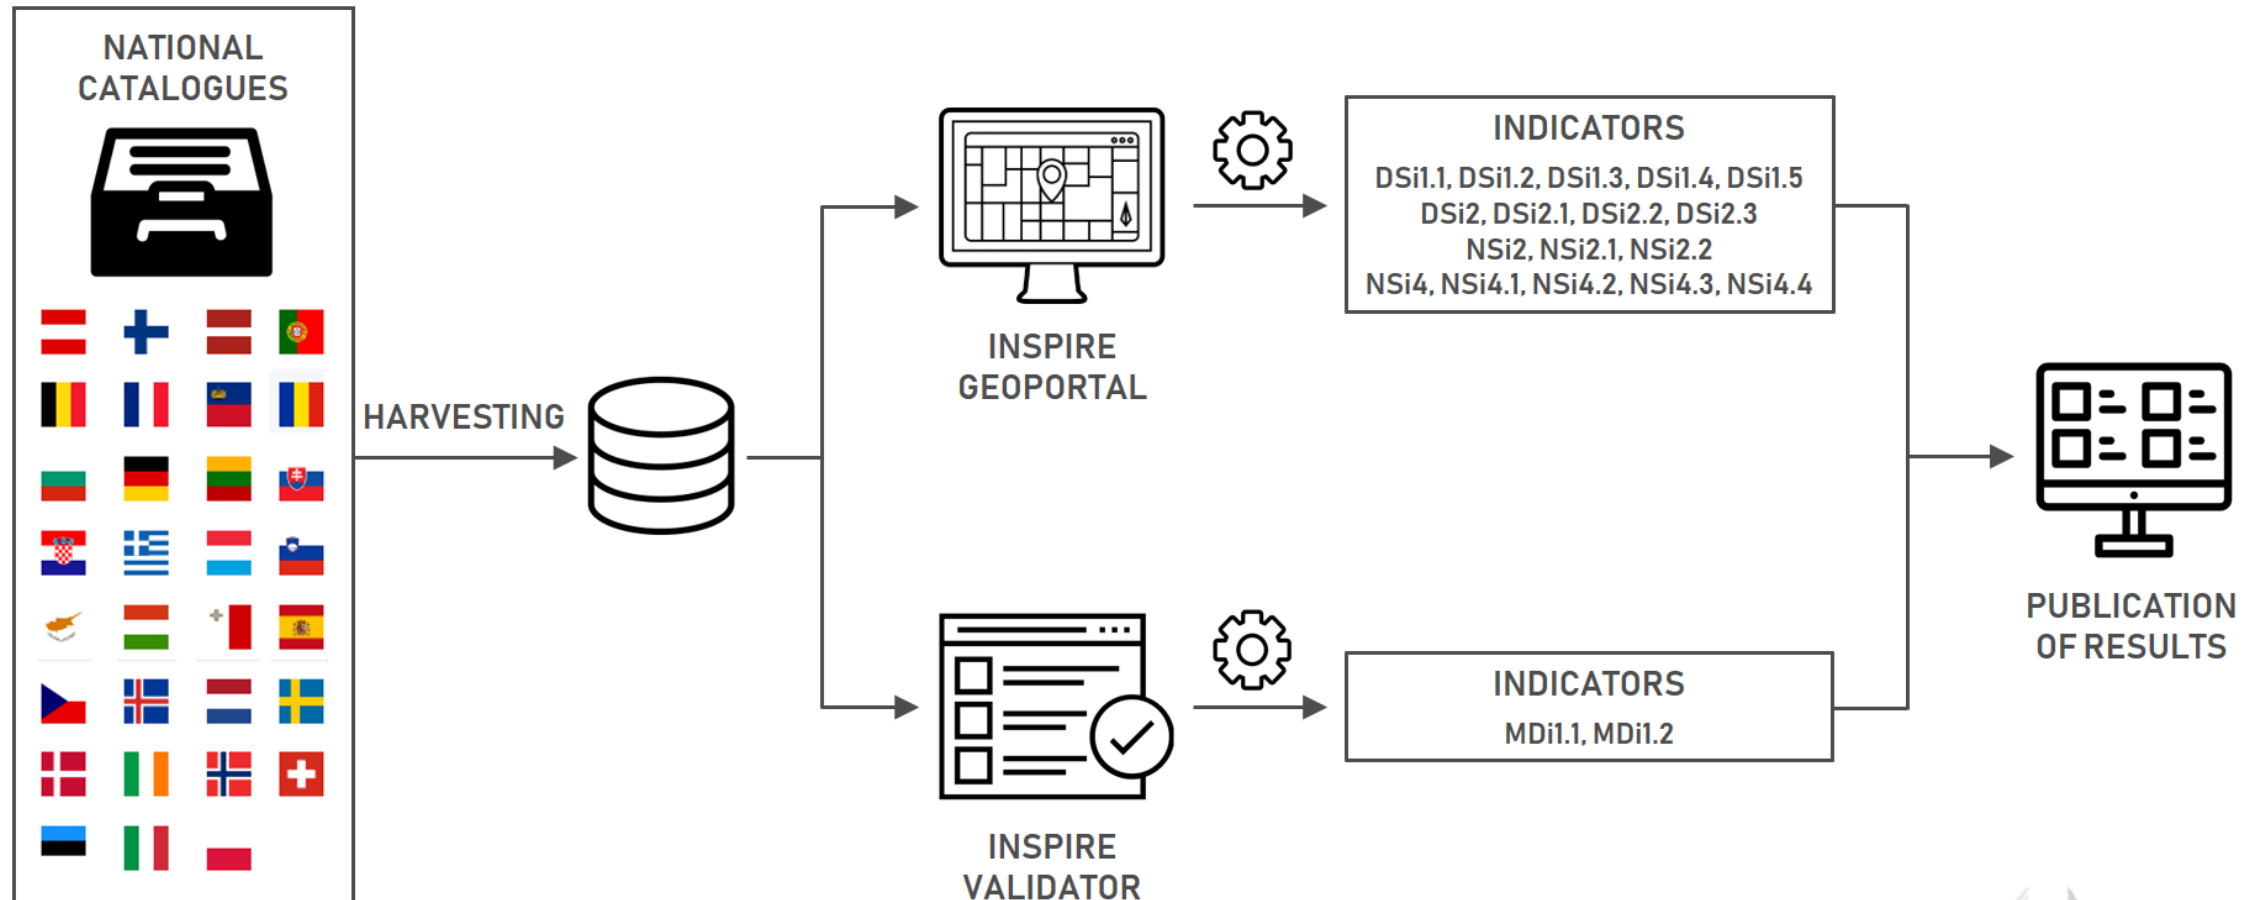 NATIONAL
CATALOGUES
HARVESTING
INSPIRE
GEOPORTAL
INDICATORS
DSi1.1, DSi1.2, DSi1.3, DSi1.4, DSi1.5
DSi2, DSi2.1, DSi2.2, DSi2.3
NSi2, NSi2.1, NSi2.2
NSi4, NSi4.1, NSi4.2, NSi4.3, NSi4.4
INSPIRE
VALIDATOR
INDICATORS
MDi1.1, MDi1.2
PUBLICATION
OF RESULTS